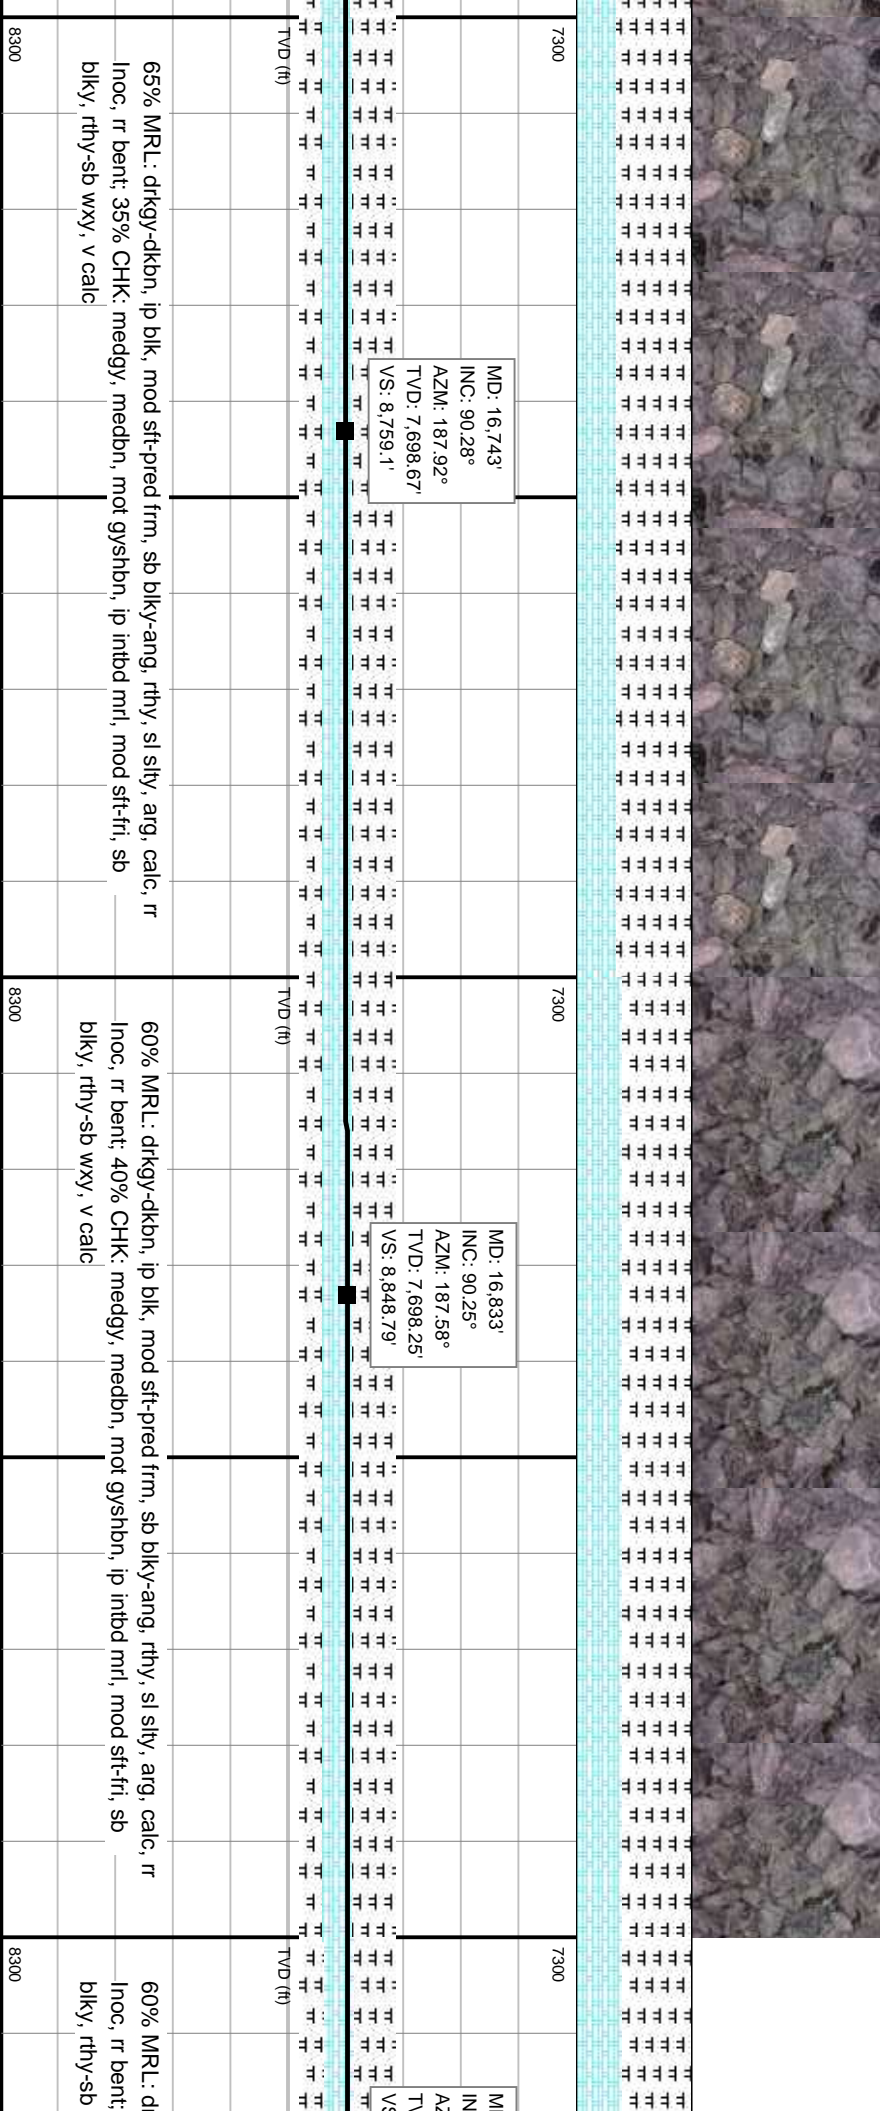 7300
TVD (ft)
8300
MD: 16,743'
INC: 90.28°
AZM: 187.92°
TVD: 7,698.67'
VS: 8,759.1'
65% MRL: drkgy-dkbn, ip blk, mod sft-pred frm, sb blky-ang, rthy, sl slty, arg, calc, rr
Inoc, rr bent; 35% CHK: medgy, medbn, mot gyshbn, ip intbd mrl, mod sft-fri, sb
blky, rthy-sb wxy, v calc
7300
TVD (ft)
8300
MD: 16,833'
INC: 90.25°
AZM: 187.58°
TVD: 7,698.25'
VS: 8,848.79'
60% MRL: drkgy-dkbn, ip blk, mod sft-pred frm, sb blky-ang, rthy, sl slty, arg, calc, rr
Inoc, rr bent; 40% CHK: medgy, medbn, mot gyshbn, ip intbd mrl, mod sft-fri, sb
blky, rthy-sb wxy, v calc
7300
TVD (ft)
8300
60% MRL:
Inoc, rr bent;
blky, rthy-sb